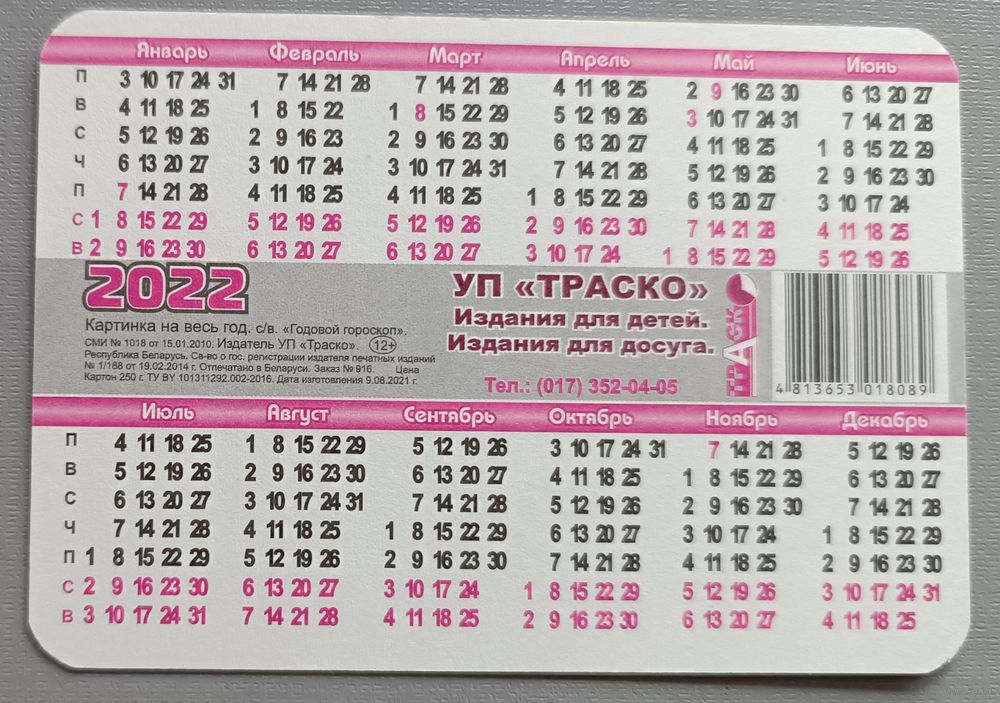 Январь Февраль Март Апрель Май Июнь
П 3 10 17 24 31 7 14 21 28 7 14 21 28 4 11 18 25 2 9 16 23 30 6 13 20 27
В 4 11 18 25 1 8 15 22 1 8 15 22 29 5 12 19 26 3 10 17 24 31 7 14 21 28
С 5 12 19 26 2 9 16 23 2 9 16 23 30 6 13 20 27 4 11 18 25 1 8 15 22 29
Ч 6 13 20 27 3 10 17 24 3 10 17 24 31 7 14 21 28 5 12 19 26 2 9 16 23 30
П 7 14 21 28 4 11 18 25 4 11 18 25 1 8 15 22 29 6 13 20 27 3 10 17 24
С 1 8 15 22 29 5 12 19 26 5 12 19 26 2 9 16 23 30 7 14 21 28 4 11 18 25
В 2 9 16 23 30 6 13 20 27 6 13 20 27 3 10 17 24 1 8 15 22 29 5 12 19 26
2022
Картинка на весь год. с/в. «Годовой гороскоп».
СМИ № 1018 от 15.01.2010. Издатель УП «Траско». 12+
Республика Беларусь. Св-во о гос. регистрации издателя печатных изданий
№ 1/188 от 19.02.2014 г. Отпечатано в Беларуси. Заказ № 916. Цена
Картон 250 г. ТУ BY 101311292.002-2016. Дата изготовления 9.08.2021 г.
УП «ТРАСКО»
Издания для детей.
Издания для досуга.
Тел.: (017) 352-04-05
ТРАСКО
4 813653 018089
Июль Август Сентябрь Октябрь Ноябрь Декабрь
П 4 11 18 25 1 8 15 22 29 5 12 19 26 3 10 17 24 31 7 14 21 28 5 12 19 26
В 5 12 19 26 2 9 16 23 30 6 13 20 27 4 11 18 25 1 8 15 22 29 6 13 20 27
С 6 13 20 27 3 10 17 24 31 7 14 21 28 5 12 19 26 2 9 16 23 30 7 14 21 28
Ч 7 14 21 28 4 11 18 25 1 8 15 22 29 6 13 20 27 3 10 17 24 1 8 15 22 29
П 1 8 15 22 29 5 12 19 26 2 9 16 23 30 7 14 21 28 4 11 18 25 2 9 16 23 30
С 2 9 16 23 30 6 13 20 27 3 10 17 24 1 8 15 22 29 5 12 19 26 3 10 17 24 31
В 3 10 17 24 31 7 14 21 28 4 11 18 25 2 9 16 23 30 6 13 20 27 4 11 18 25